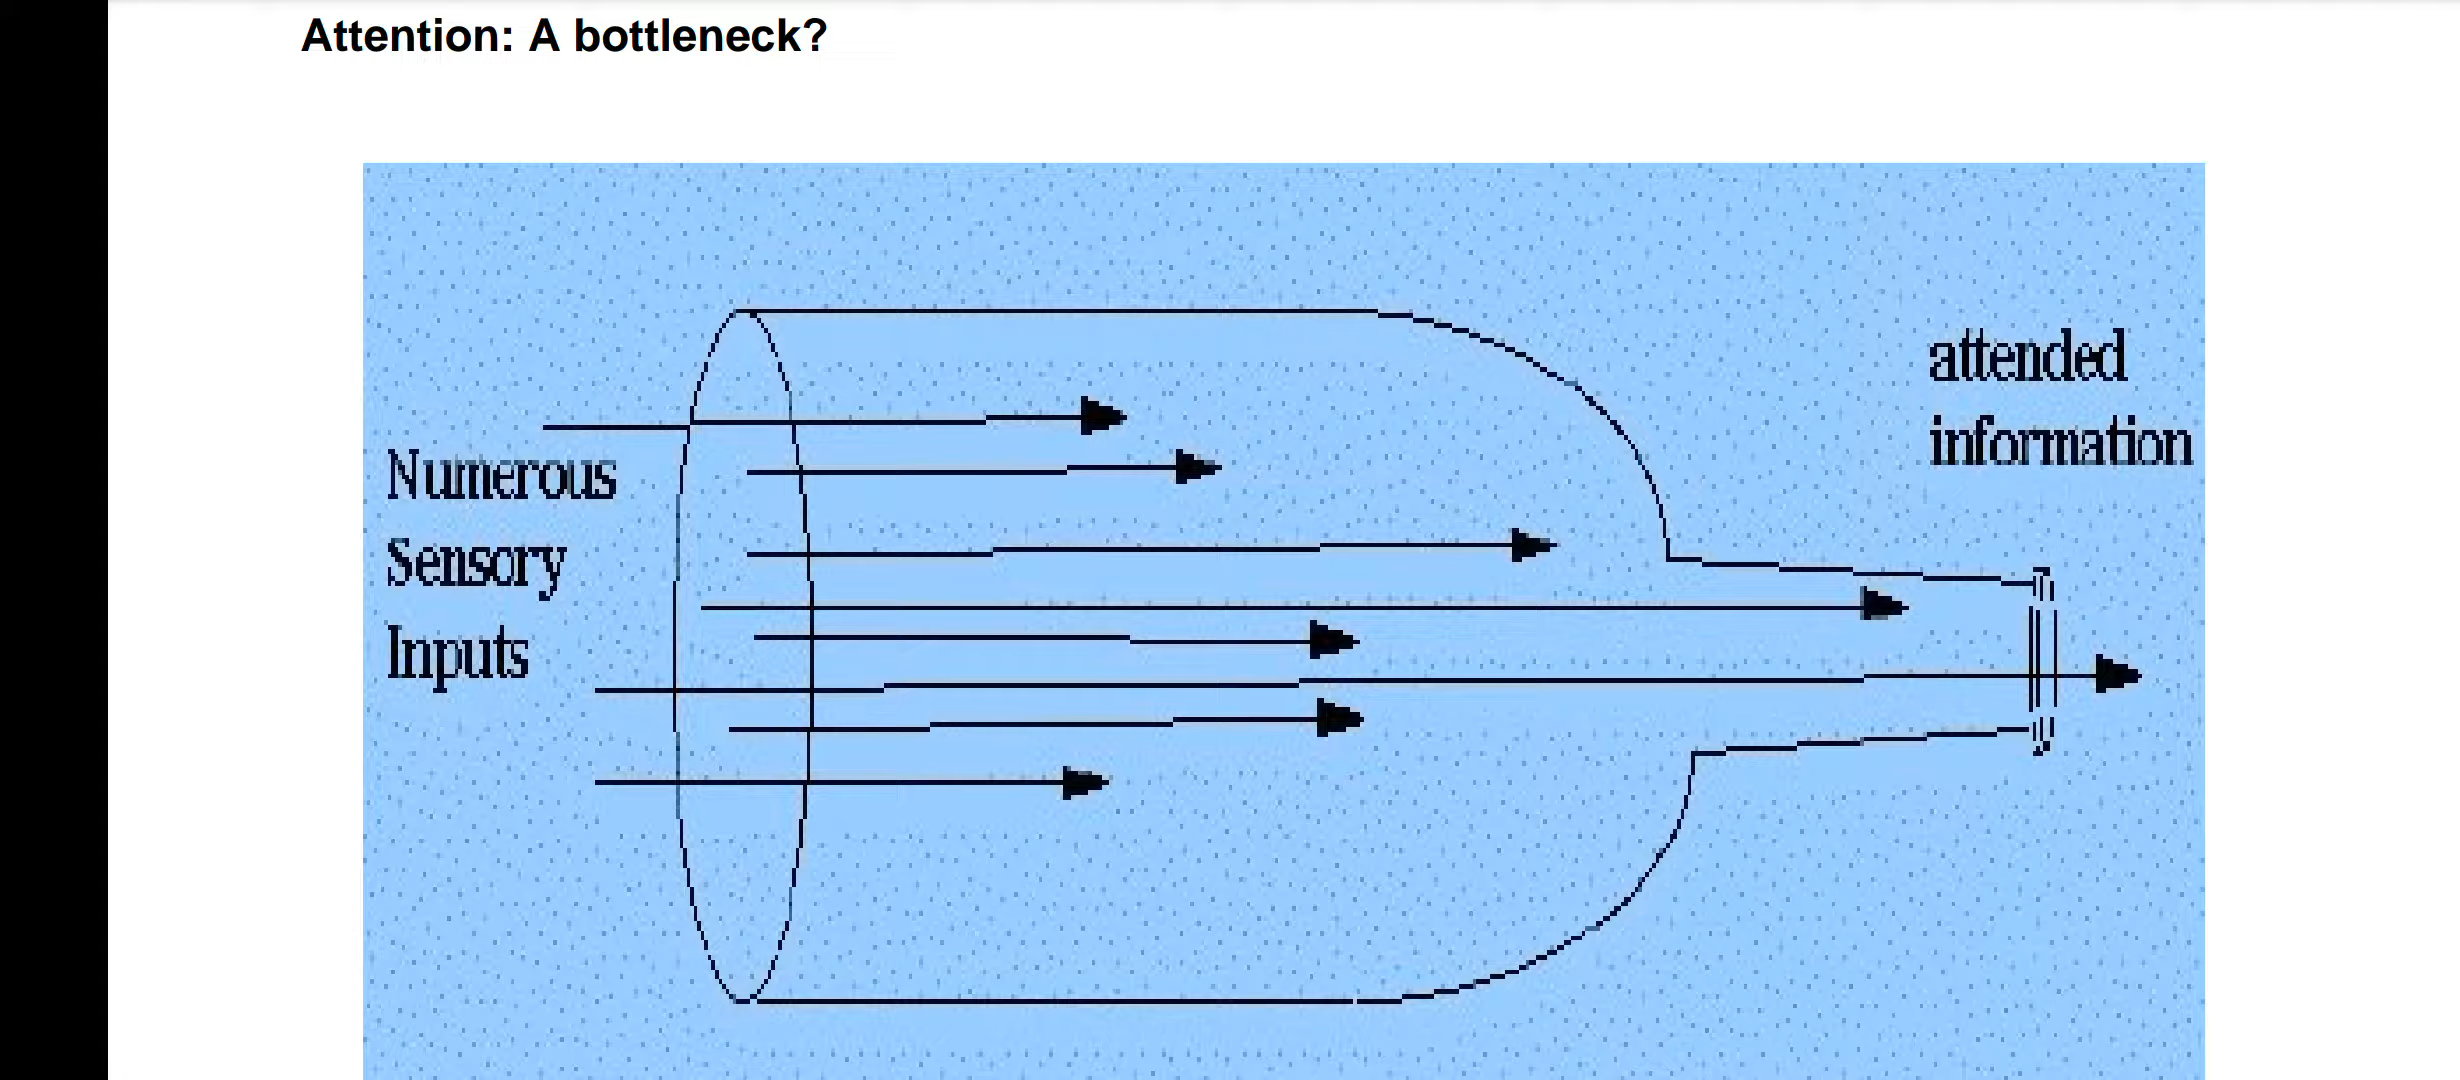 Attention: A bottleneck?
Numerous
Sensory
Inputs
attended
information